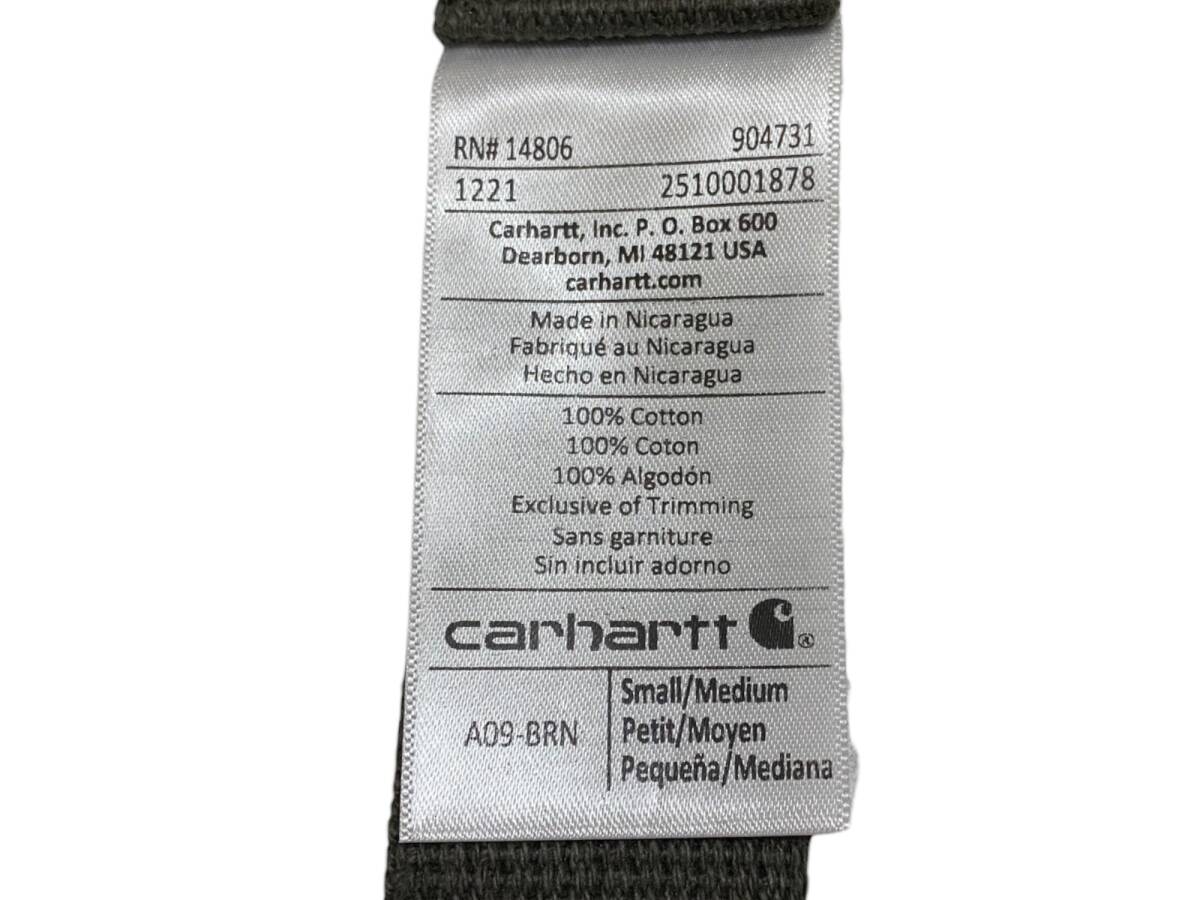 RN# 14806 904731
1221 2510001878
Carhartt, Inc. P. O. Box 600
Dearborn, MI 48121 USA
carhartt.com
Made in Nicaragua
Fabriqué au Nicaragua
Hecho en Nicaragua
100% Cotton
100% Coton
100% Algodón
Exclusive of Trimming
Sans garniture
Sin incluir adorno
carhartt ®
A09-BRN
Small/Medium
Petit/Moyen
Pequeña/Mediana